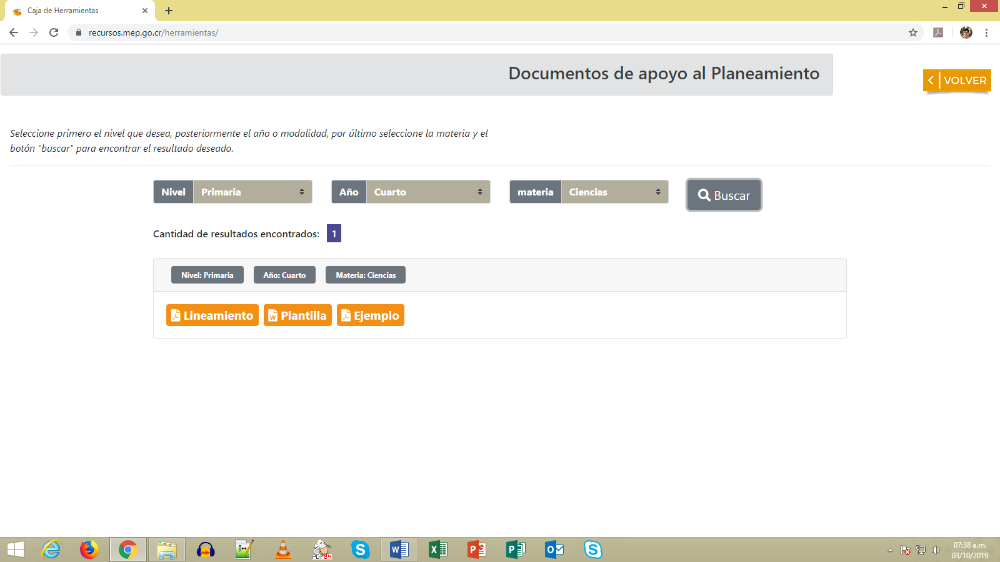 Caja de Herramientas
recursos.mep.go.cr/herramientas/
Documentos de apoyo al Planeamiento
VOLVER
Seleccione primero el nivel que desea, posteriormente el año o modalidad, por último seleccione la materia y el
botón "buscar" para encontrar el resultado deseado.
Nivel Primaria Año Cuarto materia Ciencias Buscar
Cantidad de resultados encontrados: 1
Nivel: Primaria Año: Cuarto Materia: Ciencias
Lineamiento Plantilla Ejemplo
PDF24
07:38 a.m.
03/10/2019